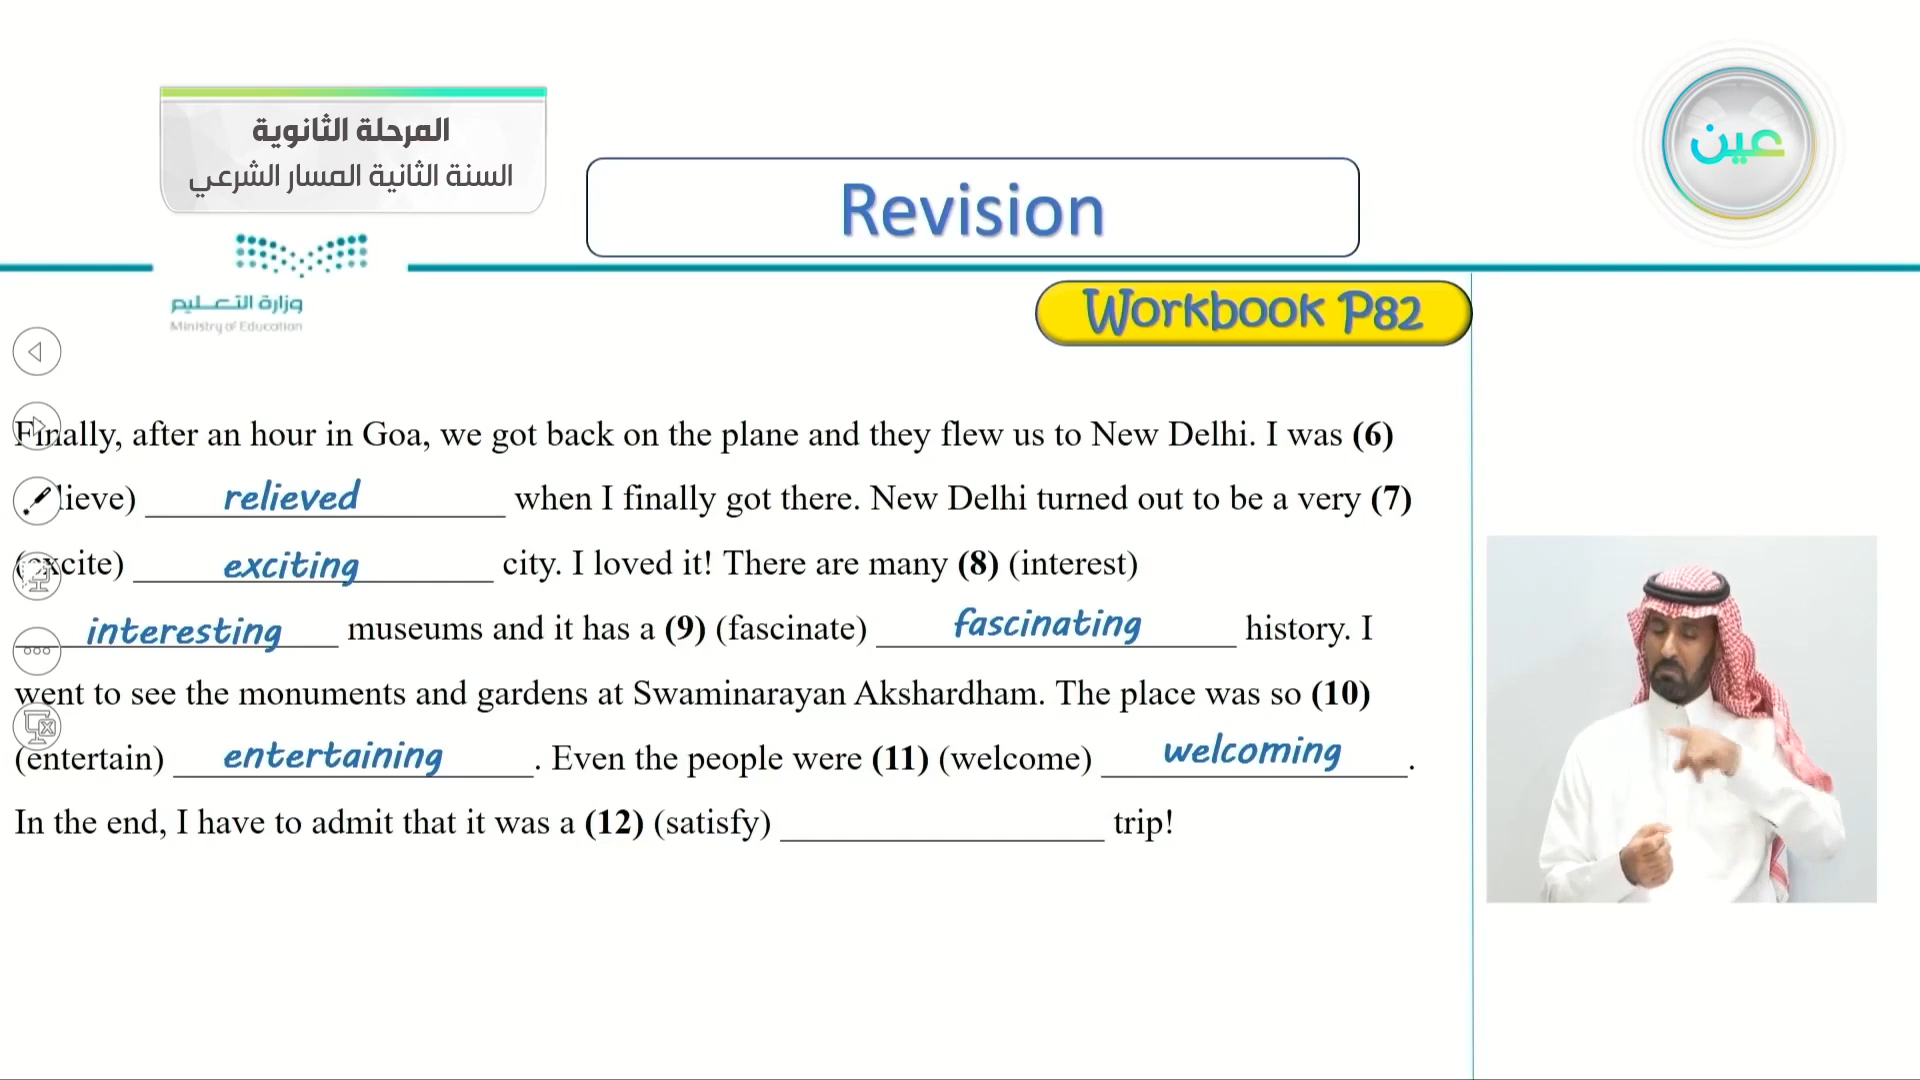 المرحلة الثانوية
السنة الثانية المسار الشرعي
عين
Revision
وزارة التعليم
Ministry of Education
Workbook P82
Finally, after an hour in Goa, we got back on the plane and they flew us to New Delhi. I was (6)
lieve) relieved when I finally got there. New Delhi turned out to be a very (7)
(excite) exciting city. I loved it! There are many (8) (interest)
interesting museums and it has a (9) (fascinate) fascinating history. I
went to see the monuments and gardens at Swaminarayan Akshardham. The place was so (10)
(entertain) entertaining . Even the people were (11) (welcome) welcoming .
In the end, I have to admit that it was a (12) (satisfy) ________________ trip!